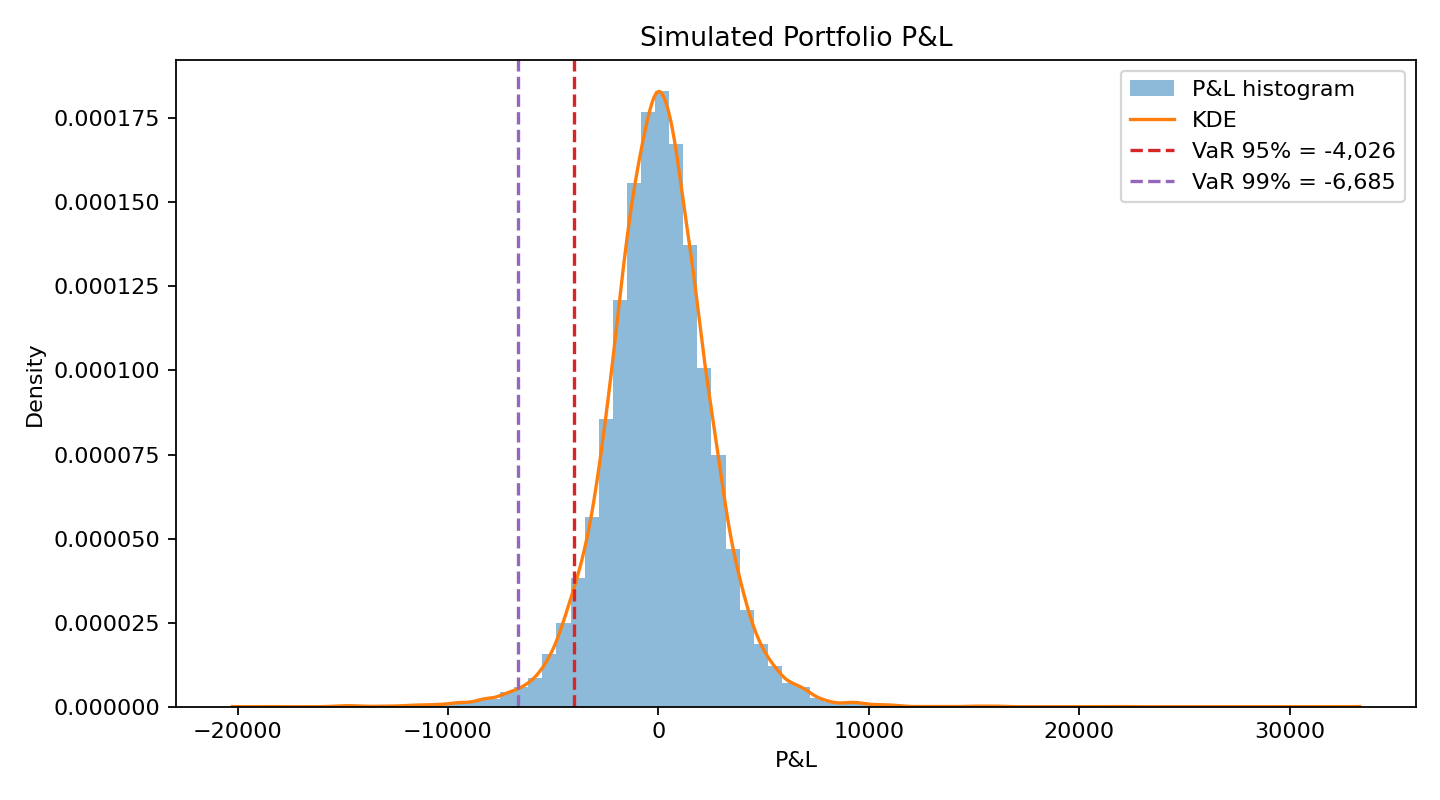 Simulated Portfolio P&L
P&L histogram
KDE
VaR 95% = -4,026
VaR 99% = -6,685
Density
0.000175
0.000150
0.000125
0.000100
0.000075
0.000050
0.000025
0.000000
−20000
−10000
0
10000
20000
30000
P&L